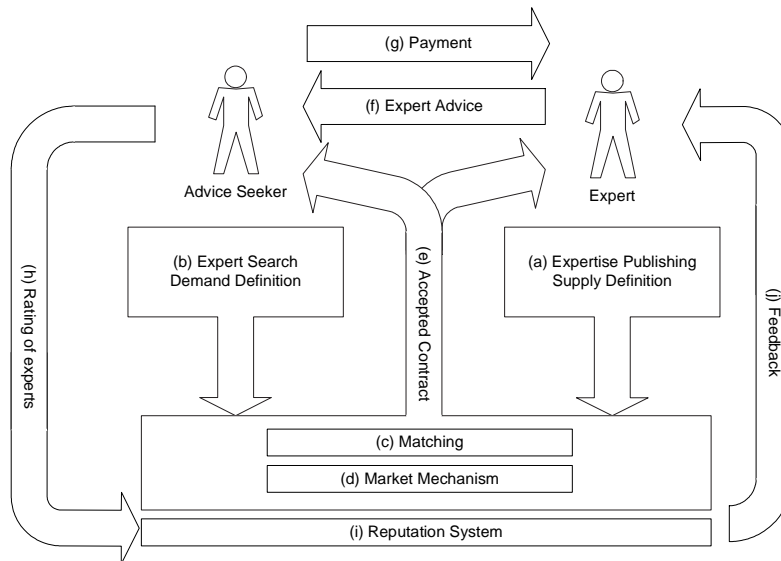 (g) Payment
(f) Expert Advice
Advice Seeker
Expert
(b) Expert Search
Demand Definition
(a) Expertise Publishing
Supply Definition
(e) Accepted Contract
(h) Rating of experts
(j) Feedback
(c) Matching
(d) Market Mechanism
(i) Reputation System